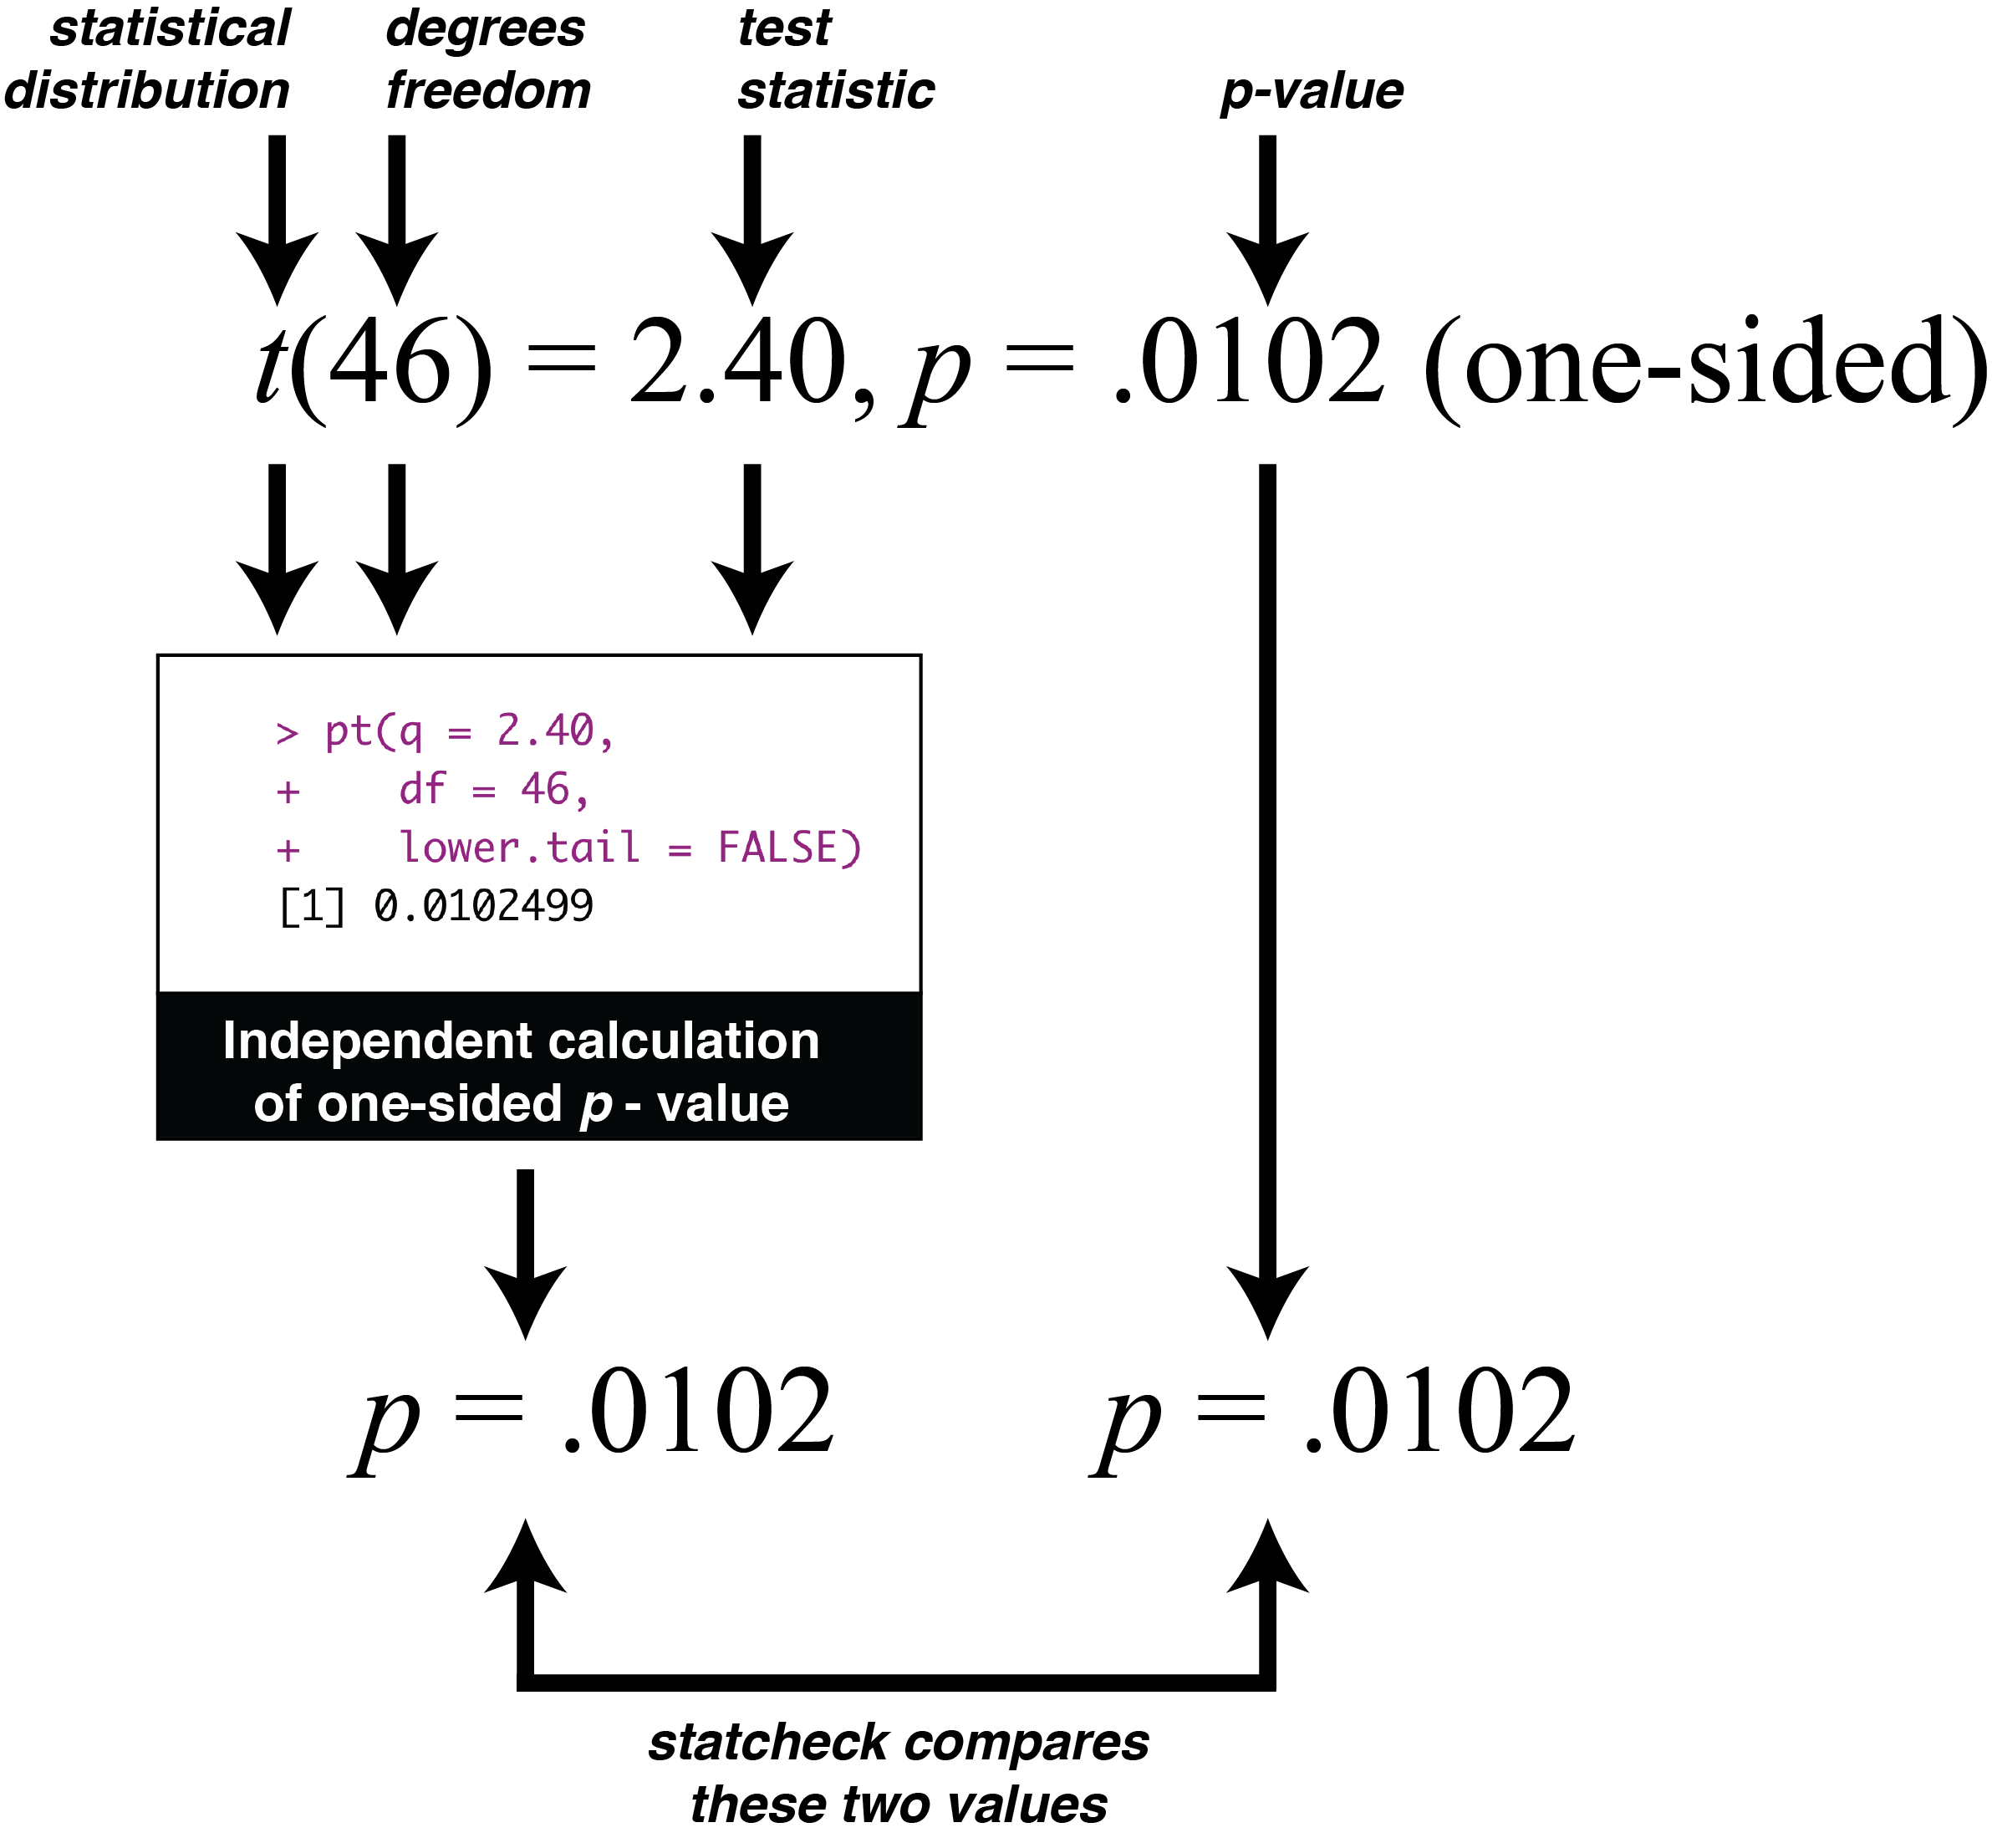 statistical
distribution
degrees
freedom
test
statistic
p-value
t(46) = 2.40, p = .0102 (one-sided)
> pt(q = 2.40,
+    df = 46,
+    lower.tail = FALSE)
[1] 0.0102499
Independent calculation
of one-sided p - value
p = .0102
p = .0102
statcheck compares
these two values